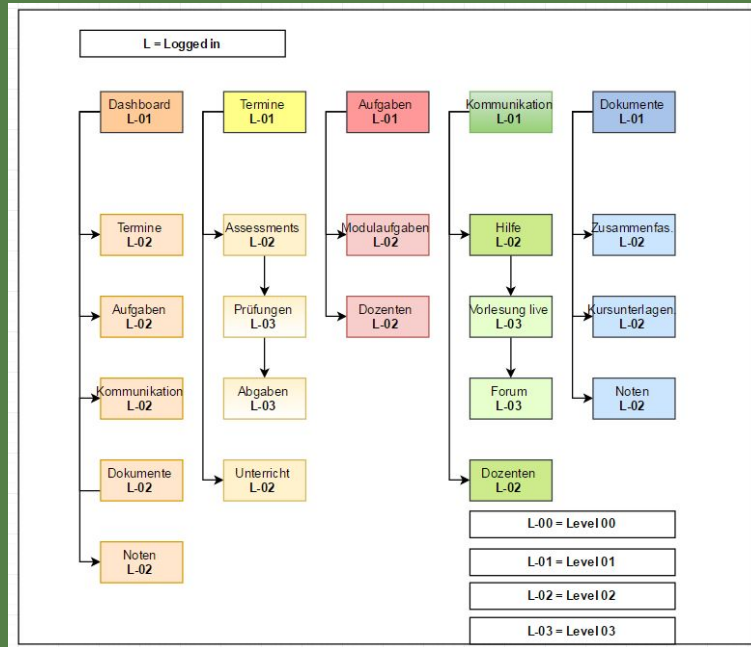 L = Logged in
Dashboard
L-01
Termine
L-01
Aufgaben
L-01
Kommunikation
L-01
Dokumente
L-01
Termine
L-02
Assessments
L-02
Modulaufgaben
L-02
Hilfe
L-02
Zusammenfas.
L-02
Aufgaben
L-02
Prüfungen
L-03
Dozenten
L-02
Vorlesung live
L-03
Kursunterlagen.
L-02
Kommunikation
L-02
Abgaben
L-03
Forum
L-03
Noten
L-02
Dokumente
L-02
Unterricht
L-02
Dozenten
L-02
Noten
L-02
L-00 = Level 00
L-01 = Level 01
L-02 = Level 02
L-03 = Level 03